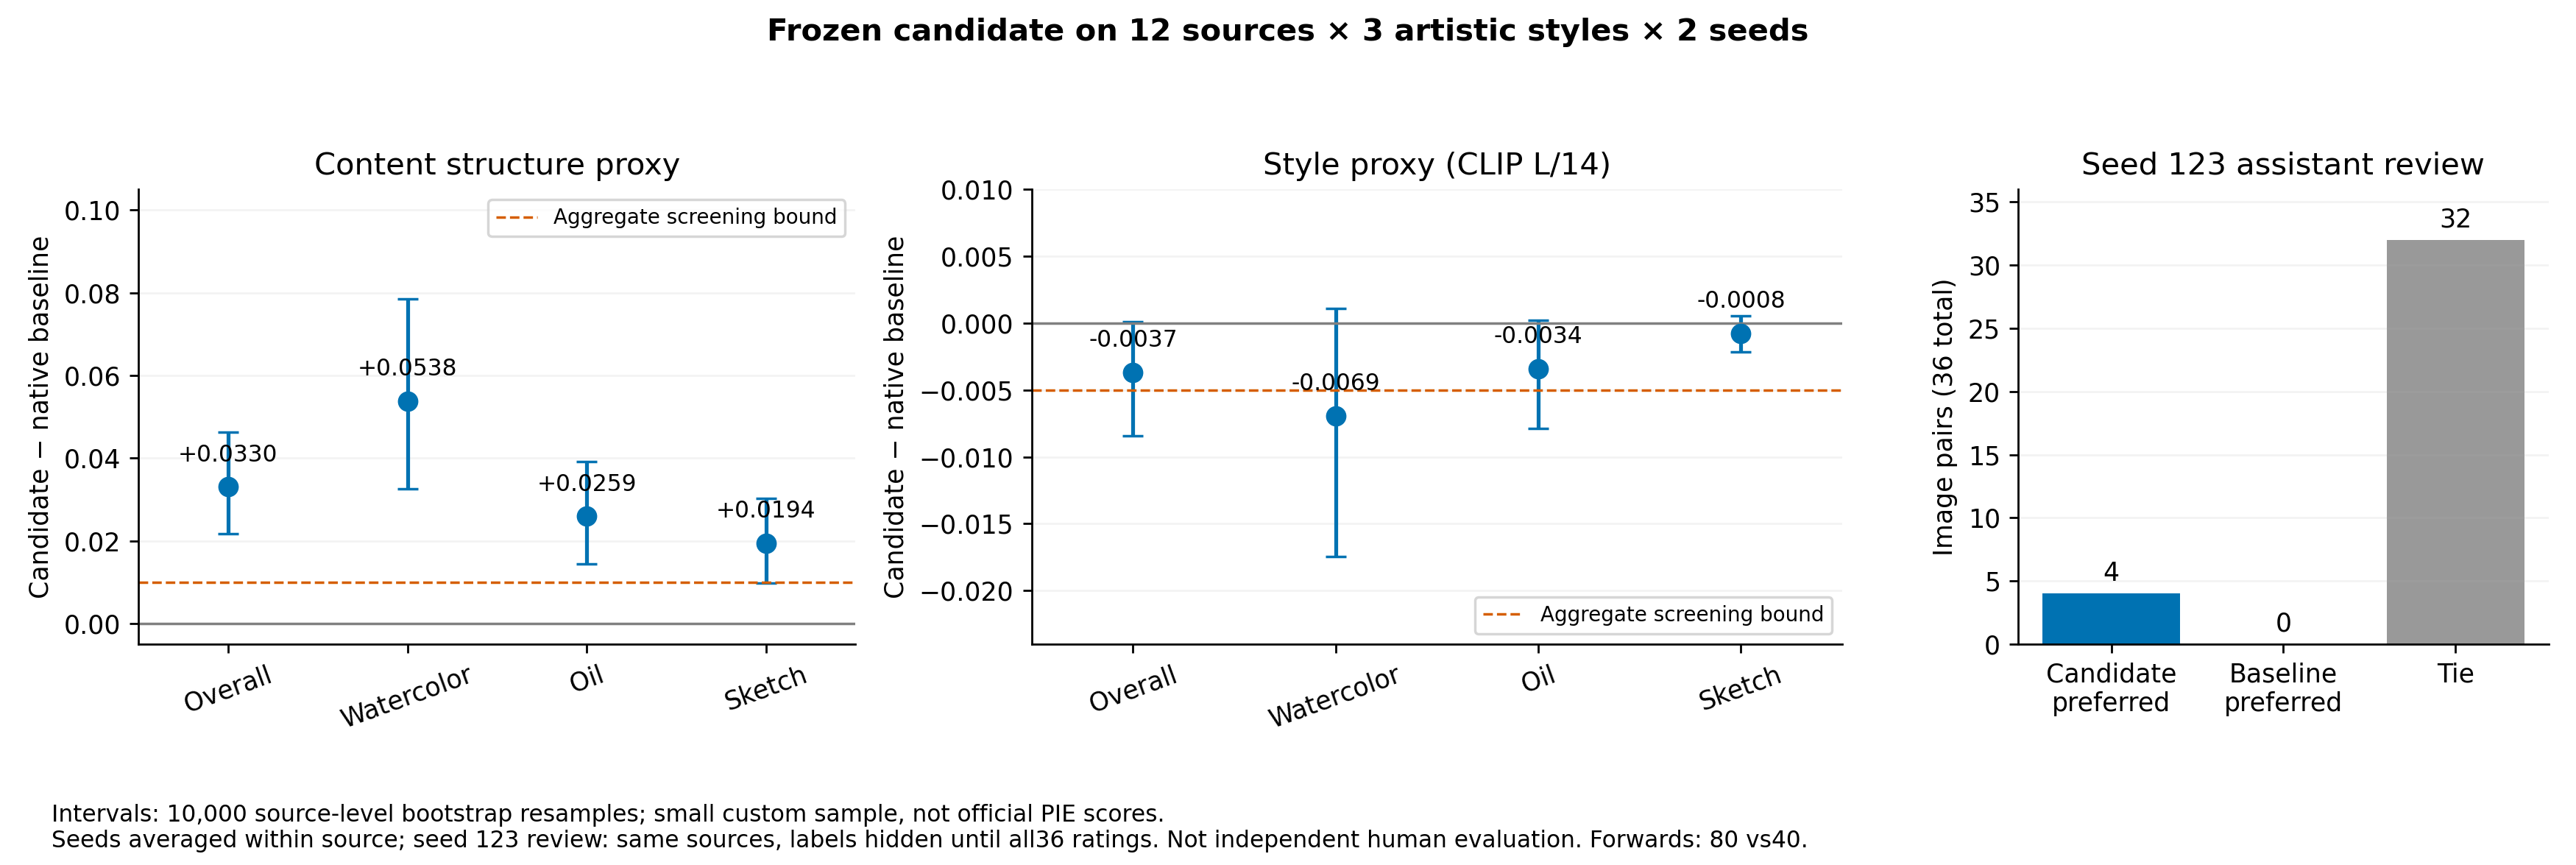 Frozen candidate on 12 sources × 3 artistic styles × 2 seeds
Content structure proxy
Candidate − native baseline
0.10
0.08
0.06
0.04
0.02
0.00
Aggregate screening bound
+0.0330
+0.0538
+0.0259
+0.0194
Overall
Watercolor
Oil
Sketch
Style proxy (CLIP L/14)
Candidate − native baseline
0.010
0.005
0.000
−0.005
−0.010
−0.015
−0.020
-0.0037
-0.0069
-0.0034
-0.0008
Aggregate screening bound
Overall
Watercolor
Oil
Sketch
Seed 123 assistant review
Image pairs (36 total)
35
30
25
20
15
10
5
0
4
0
32
Candidate
preferred
Baseline
preferred
Tie
Intervals: 10,000 source-level bootstrap resamples; small custom sample, not official PIE scores.
Seeds averaged within source; seed 123 review: same sources, labels hidden until all36 ratings. Not independent human evaluation. Forwards: 80 vs40.